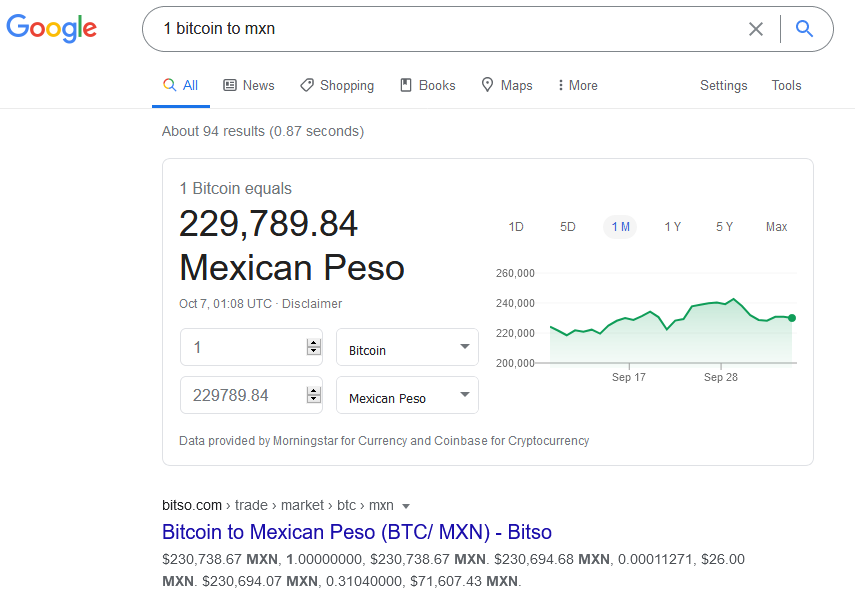 Google
1 bitcoin to mxn
All News Shopping Books Maps More Settings Tools
About 94 results (0.87 seconds)
1 Bitcoin equals
229,789.84
Mexican Peso
Oct 7, 01:08 UTC · Disclaimer
1 Bitcoin
229789.84 Mexican Peso
1D 5D 1 M 1 Y 5 Y Max
260,000
240,000
220,000
200,000
Sep 17 Sep 28
Data provided by Morningstar for Currency and Coinbase for Cryptocurrency
bitso.com › trade › market › btc › mxn
Bitcoin to Mexican Peso (BTC/ MXN) - Bitso
$230,738.67 MXN, 1.00000000, $230,738.67 MXN. $230,694.68 MXN, 0.00011271, $26.00
MXN. $230,694.07 MXN, 0.31040000, $71,607.43 MXN.